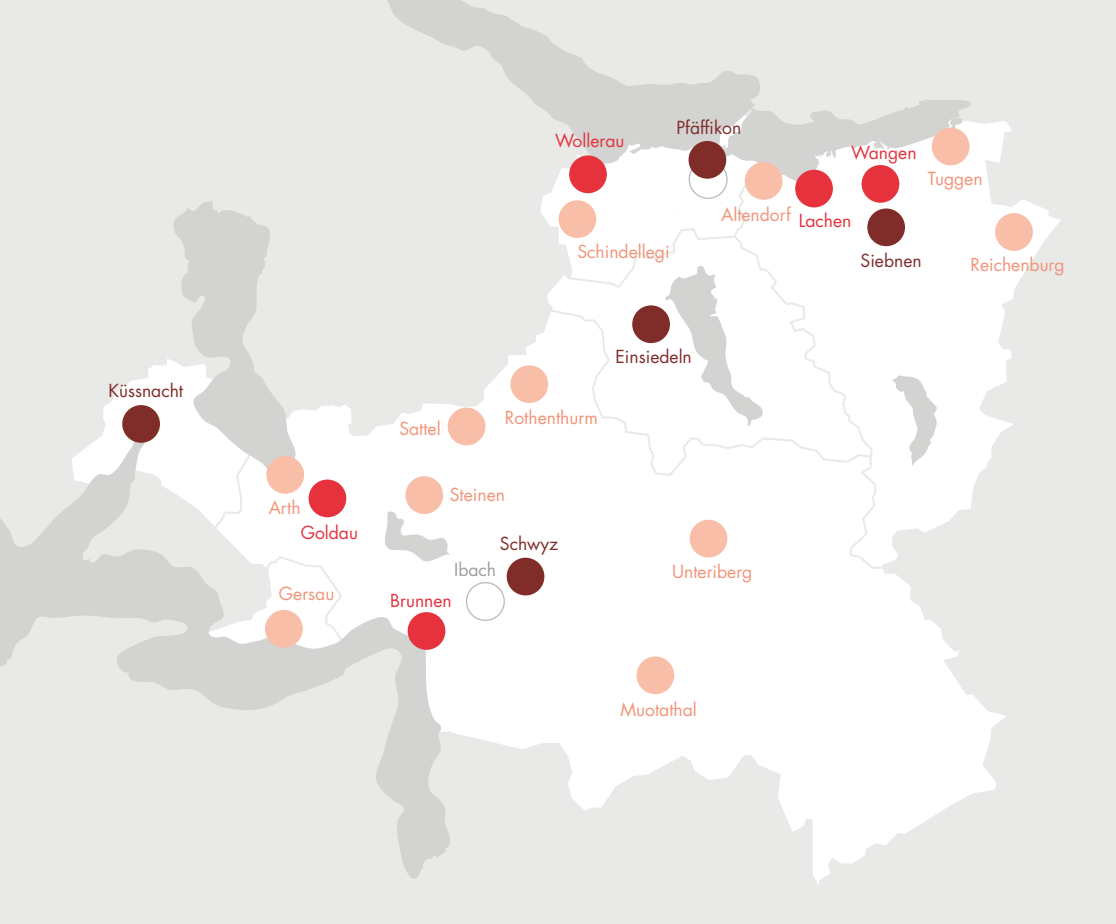 Pfäffikon
Wollerau
Wangen
Tuggen
Altendorf
Lachen
Schindellegi
Siebnen
Reichenburg
Einsiedeln
Küssnacht
Rothenthurm
Sattel
Steinen
Arth
Goldau
Schwyz
Ibach
Unteriberg
Gersau
Brunnen
Muotathal